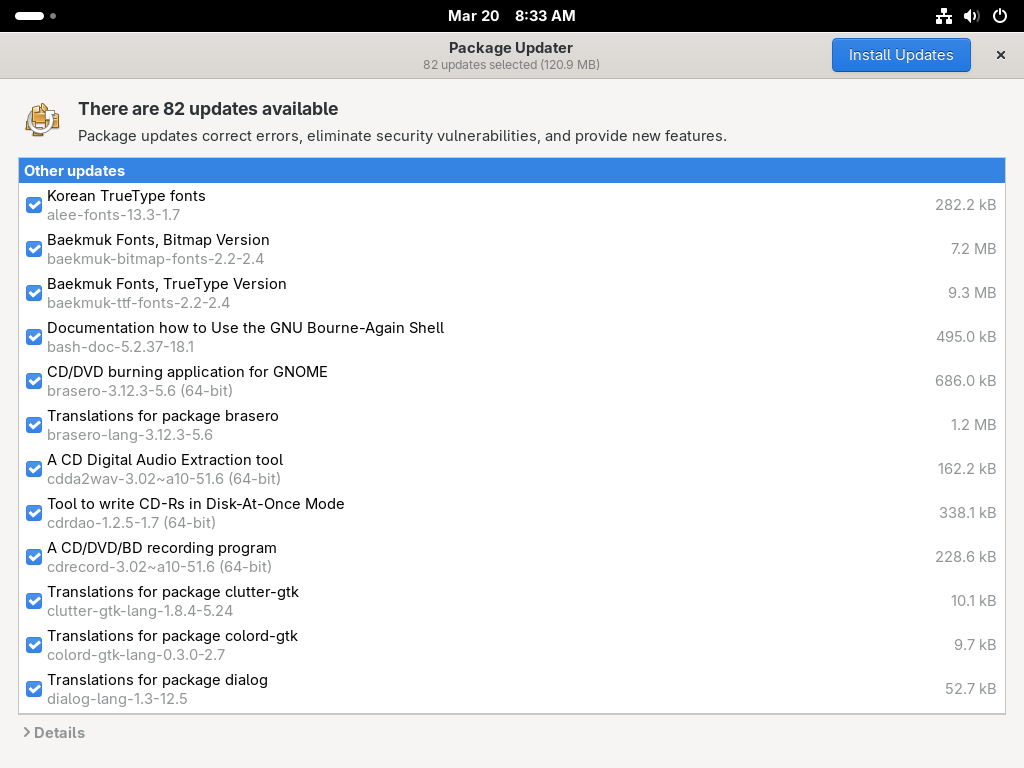 Mar 20 8:33 AM
Package Updater
82 updates selected (120.9 MB)
Install Updates
There are 82 updates available
Package updates correct errors, eliminate security vulnerabilities, and provide new features.
Other updates
Korean TrueType fonts
alee-fonts-13.3-1.7
282.2 kB
Baekmuk Fonts, Bitmap Version
baekmuk-bitmap-fonts-2.2-2.4
7.2 MB
Baekmuk Fonts, TrueType Version
baekmuk-ttf-fonts-2.2-2.4
9.3 MB
Documentation how to Use the GNU Bourne-Again Shell
bash-doc-5.2.37-18.1
495.0 kB
CD/DVD burning application for GNOME
brasero-3.12.3-5.6 (64-bit)
686.0 kB
Translations for package brasero
brasero-lang-3.12.3-5.6
1.2 MB
A CD Digital Audio Extraction tool
cdda2wav-3.02~a10-51.6 (64-bit)
162.2 kB
Tool to write CD-Rs in Disk-At-Once Mode
cdrdao-1.2.5-1.7 (64-bit)
338.1 kB
A CD/DVD/BD recording program
cdrecord-3.02~a10-51.6 (64-bit)
228.6 kB
Translations for package clutter-gtk
clutter-gtk-lang-1.8.4-5.24
10.1 kB
Translations for package colord-gtk
colord-gtk-lang-0.3.0-2.7
9.7 kB
Translations for package dialog
dialog-lang-1.3-12.5
52.7 kB
Details